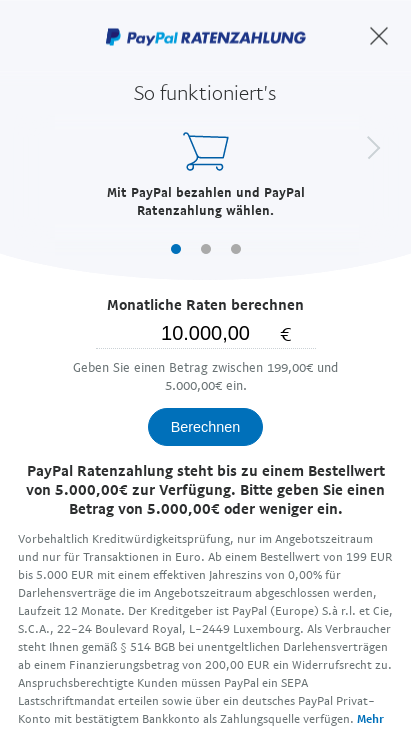 PayPal RATENZAHLUNG
So funktioniert's
Mit PayPal bezahlen und PayPal
Ratenzahlung wählen.
Monatliche Raten berechnen
10.000,00 €
Geben Sie einen Betrag zwischen 199,00€ und
5.000,00€ ein.
Berechnen
PayPal Ratenzahlung steht bis zu einem Bestellwert
von 5.000,00€ zur Verfügung. Bitte geben Sie einen
Betrag von 5.000,00€ oder weniger ein.
Vorbehaltlich Kreditwürdigkeitsprüfung, nur im Angebotszeitraum
und nur für Transaktionen in Euro. Ab einem Bestellwert von 199 EUR
bis 5.000 EUR mit einem effektiven Jahreszins von 0,00% für
Darlehensverträge die im Angebotszeitraum abgeschlossen werden,
Laufzeit 12 Monate. Der Kreditgeber ist PayPal (Europe) S.à r.l. et Cie,
S.C.A., 22-24 Boulevard Royal, L-2449 Luxembourg. Als Verbraucher
steht Ihnen gemäß § 514 BGB bei unentgeltlichen Darlehensverträgen
ab einem Finanzierungsbetrag von 200,00 EUR ein Widerrufsrecht zu.
Anspruchsberechtigte Kunden müssen PayPal ein SEPA
Lastschriftmandat erteilen sowie über ein deutsches PayPal Privat-
Konto mit bestätigtem Bankkonto als Zahlungsquelle verfügen. Mehr